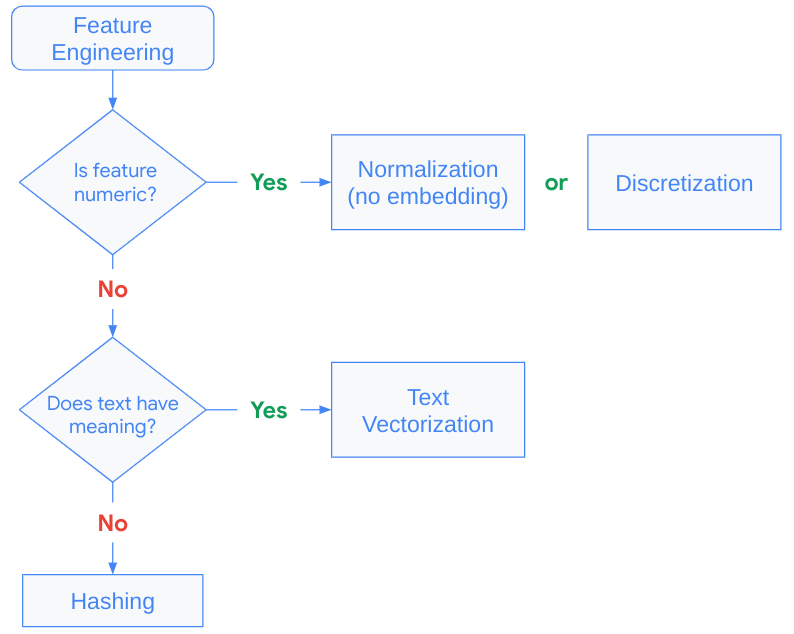 Feature
Engineering
Is feature
numeric?
Yes
Normalization
(no embedding)
or
Discretization
No
Does text have
meaning?
Yes
Text
Vectorization
No
Hashing